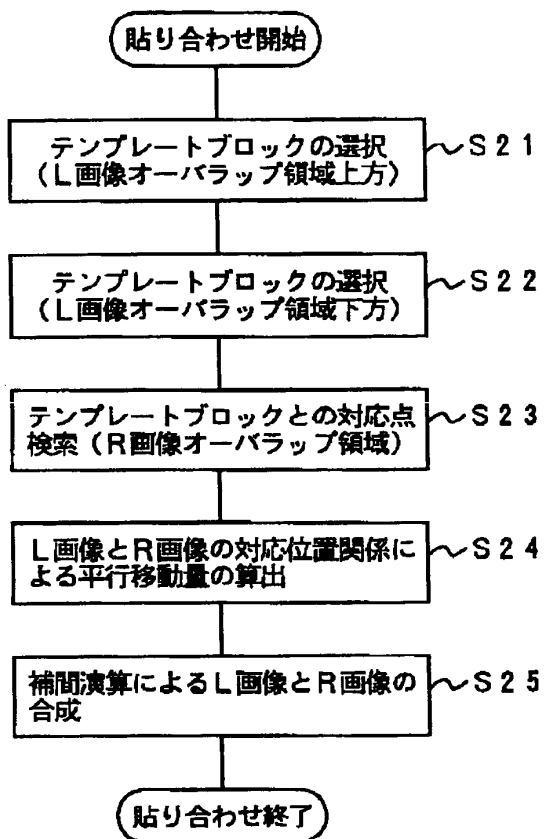 貼り合わせ開始
テンプレートブロックの選択
(L画像オーバラップ領域上方)
S21
テンプレートブロックの選択
(L画像オーバラップ領域下方)
S22
テンプレートブロックとの対応点
検索(R画像オーバラップ領域)
S23
L画像とR画像の対応位置関係に
よる平行移動量の算出
S24
補間演算によるL画像とR画像の
合成
S25
貼り合わせ終了